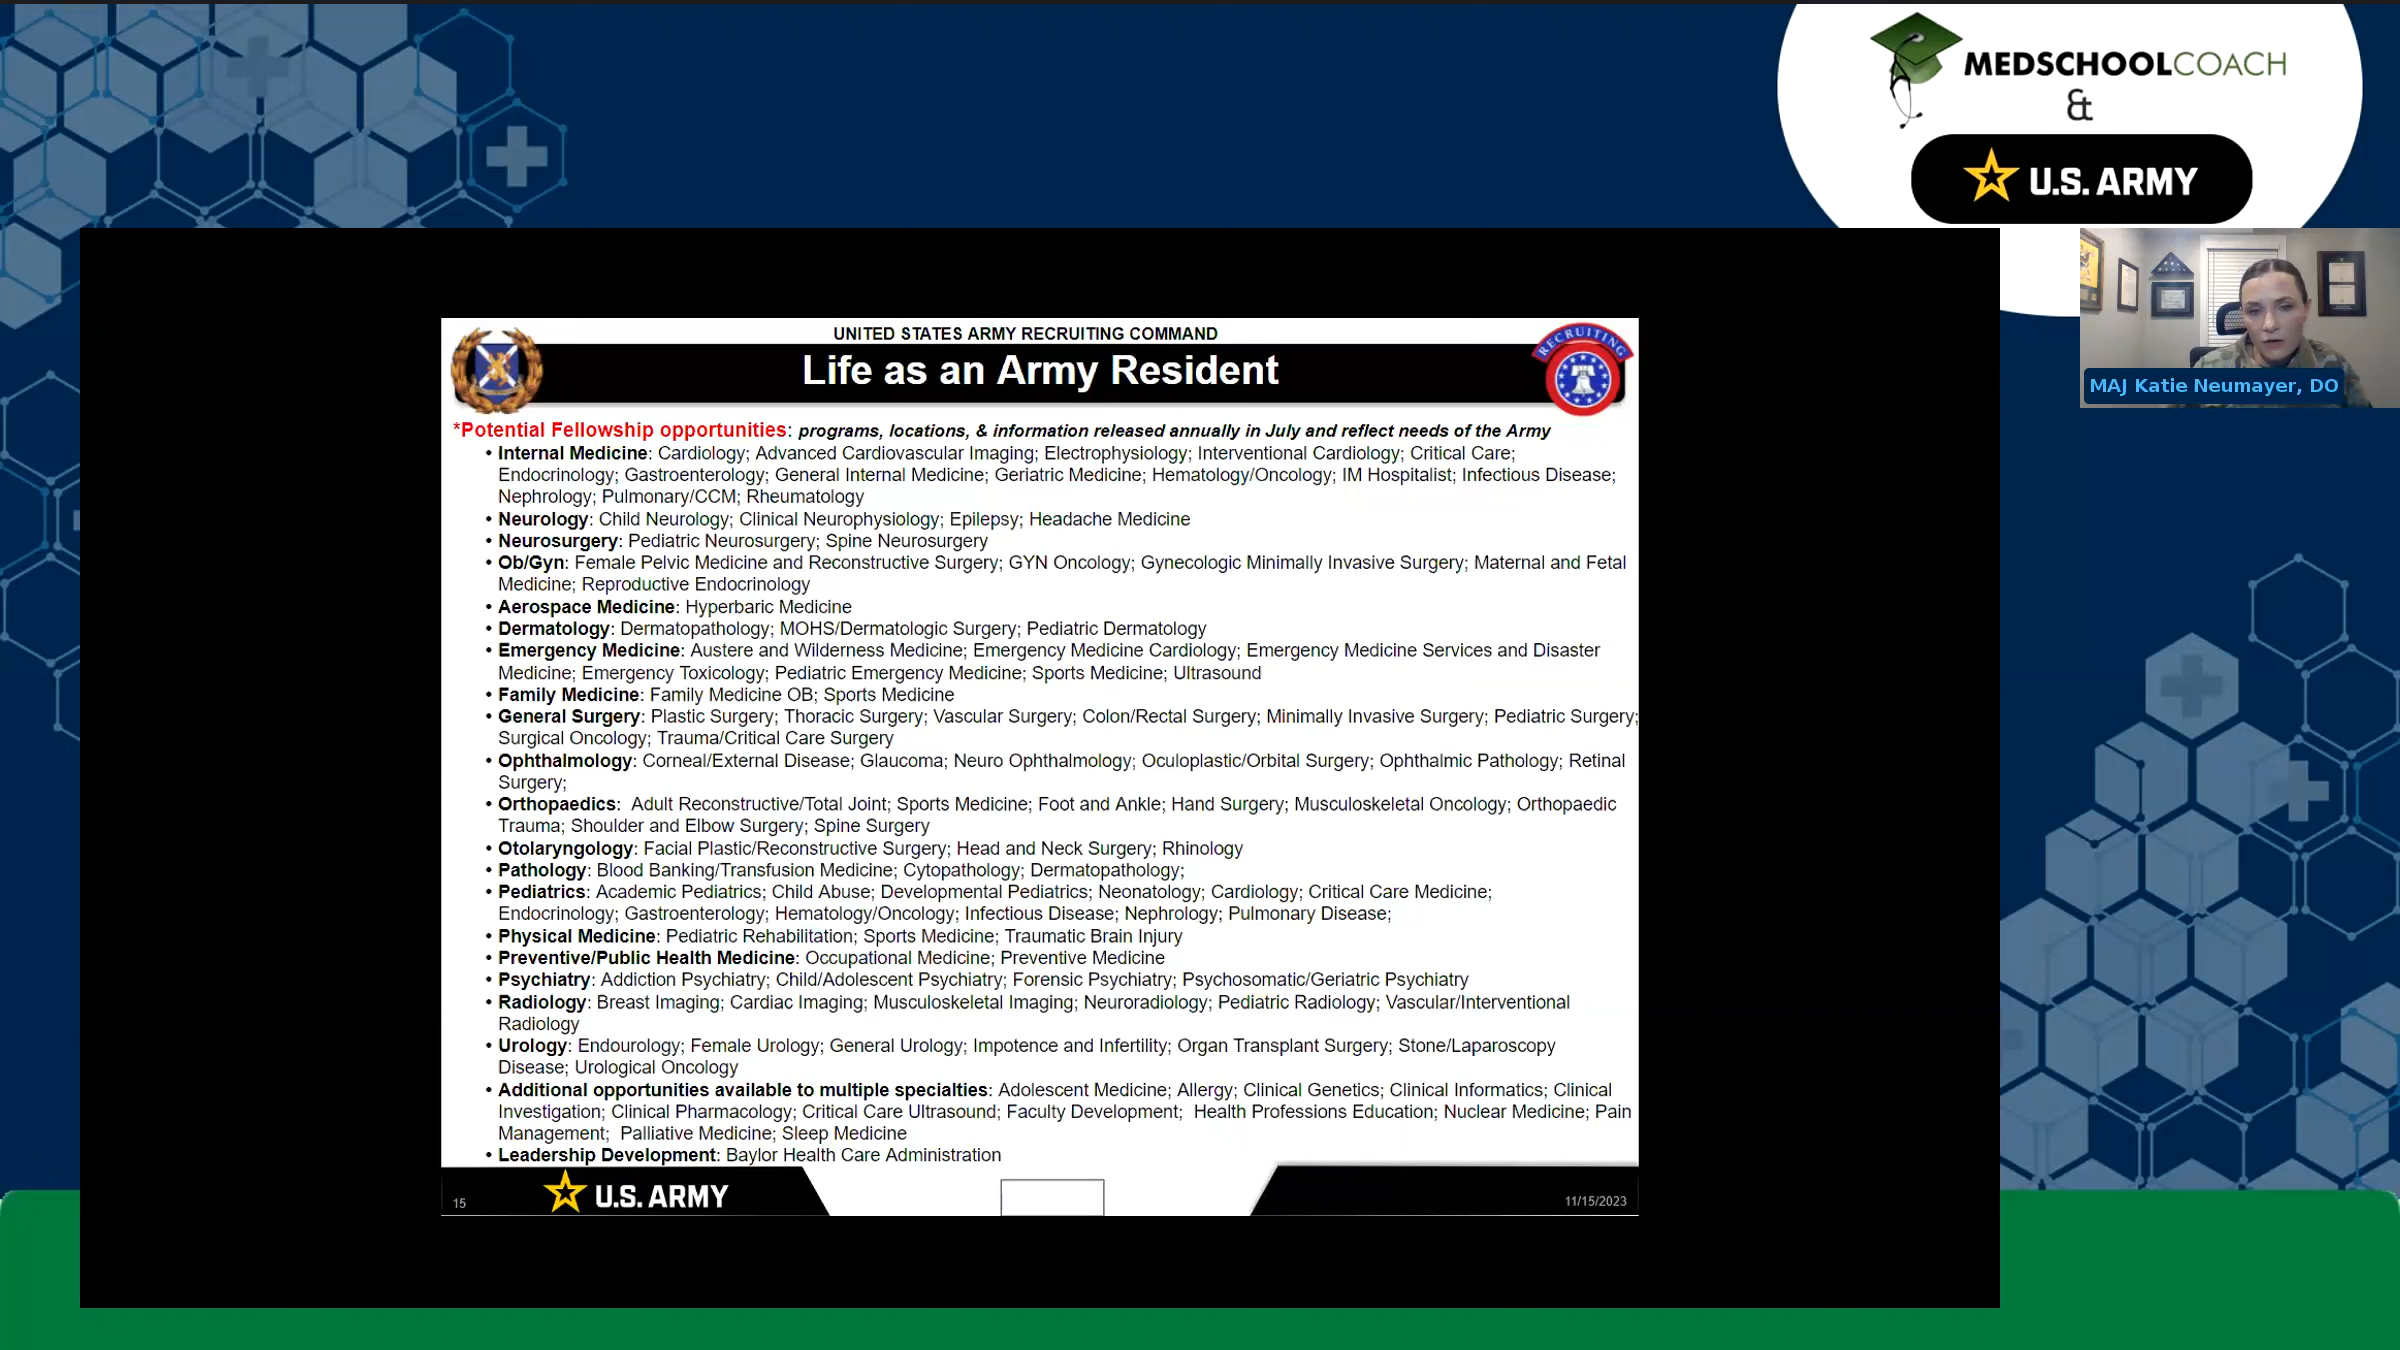 MEDSCHOOLCOACH
&
U.S. ARMY
MAJ Katie Neumayer, DO
UNITED STATES ARMY RECRUITING COMMAND
Life as an Army Resident
RECRUITING
*Potential Fellowship opportunities: programs, locations, & information released annually in July and reflect needs of the Army
• Internal Medicine: Cardiology; Advanced Cardiovascular Imaging; Electrophysiology; Interventional Cardiology; Critical Care;
Endocrinology; Gastroenterology; General Internal Medicine; Geriatric Medicine; Hematology/Oncology; IM Hospitalist; Infectious Disease;
Nephrology; Pulmonary/CCM; Rheumatology
• Neurology: Child Neurology; Clinical Neurophysiology; Epilepsy; Headache Medicine
• Neurosurgery: Pediatric Neurosurgery; Spine Neurosurgery
• Ob/Gyn: Female Pelvic Medicine and Reconstructive Surgery; GYN Oncology; Gynecologic Minimally Invasive Surgery; Maternal and Fetal
Medicine; Reproductive Endocrinology
• Aerospace Medicine: Hyperbaric Medicine
• Dermatology: Dermatopathology; MOHS/Dermatologic Surgery; Pediatric Dermatology
• Emergency Medicine: Austere and Wilderness Medicine; Emergency Medicine Cardiology; Emergency Medicine Services and Disaster
Medicine; Emergency Toxicology; Pediatric Emergency Medicine; Sports Medicine; Ultrasound
• Family Medicine: Family Medicine OB; Sports Medicine
• General Surgery: Plastic Surgery; Thoracic Surgery; Vascular Surgery; Colon/Rectal Surgery; Minimally Invasive Surgery; Pediatric Surgery;
Surgical Oncology; Trauma/Critical Care Surgery
• Ophthalmology: Corneal/External Disease; Glaucoma; Neuro Ophthalmology; Oculoplastic/Orbital Surgery; Ophthalmic Pathology; Retinal
Surgery;
• Orthopaedics: Adult Reconstructive/Total Joint; Sports Medicine; Foot and Ankle; Hand Surgery; Musculoskeletal Oncology; Orthopaedic
Trauma; Shoulder and Elbow Surgery; Spine Surgery
• Otolaryngology: Facial Plastic/Reconstructive Surgery; Head and Neck Surgery; Rhinology
• Pathology: Blood Banking/Transfusion Medicine; Cytopathology; Dermatopathology;
• Pediatrics: Academic Pediatrics; Child Abuse; Developmental Pediatrics; Neonatology; Cardiology; Critical Care Medicine;
Endocrinology; Gastroenterology; Hematology/Oncology; Infectious Disease; Nephrology; Pulmonary Disease;
• Physical Medicine: Pediatric Rehabilitation; Sports Medicine; Traumatic Brain Injury
• Preventive/Public Health Medicine: Occupational Medicine; Preventive Medicine
• Psychiatry: Addiction Psychiatry; Child/Adolescent Psychiatry; Forensic Psychiatry; Psychosomatic/Geriatric Psychiatry
• Radiology: Breast Imaging; Cardiac Imaging; Musculoskeletal Imaging; Neuroradiology; Pediatric Radiology; Vascular/Interventional
Radiology
• Urology: Endourology; Female Urology; General Urology; Impotence and Infertility; Organ Transplant Surgery; Stone/Laparoscopy
Disease; Urological Oncology
• Additional opportunities available to multiple specialties: Adolescent Medicine; Allergy; Clinical Genetics; Clinical Informatics; Clinical
Investigation; Clinical Pharmacology; Critical Care Ultrasound; Faculty Development; Health Professions Education; Nuclear Medicine; Pain
Management; Palliative Medicine; Sleep Medicine
• Leadership Development: Baylor Health Care Administration
15
U.S. ARMY
11/15/2023